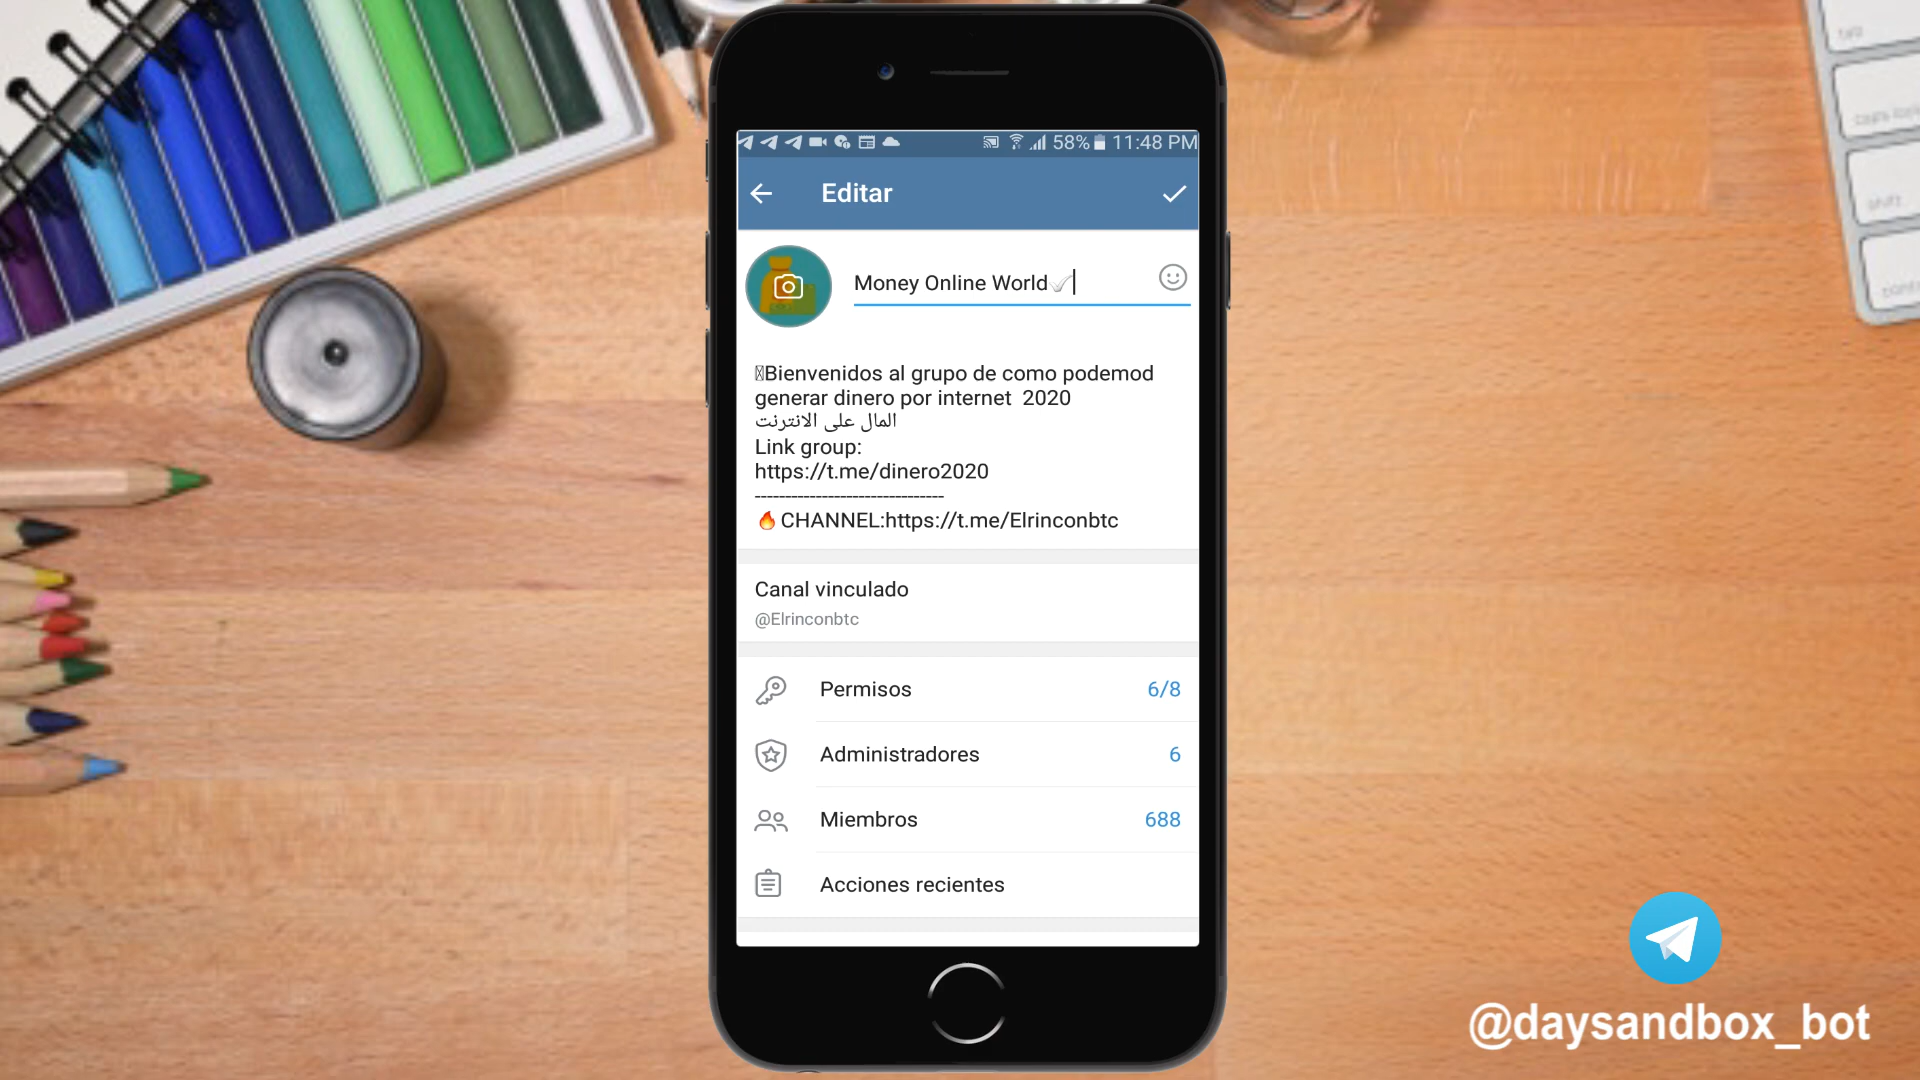 58% 11:48 PM
Editar
Money Online World
Bienvenidos al grupo de como podemod
generar dinero por internet 2020
المال على الانترنت
Link group:
https://t.me/dinero2020
-------------------------------
🔥CHANNEL:https://t.me/Elrinconbtc
Canal vinculado
@Elrinconbtc
Permisos 6/8
Administradores 6
Miembros 688
Acciones recientes
@daysandbox_bot